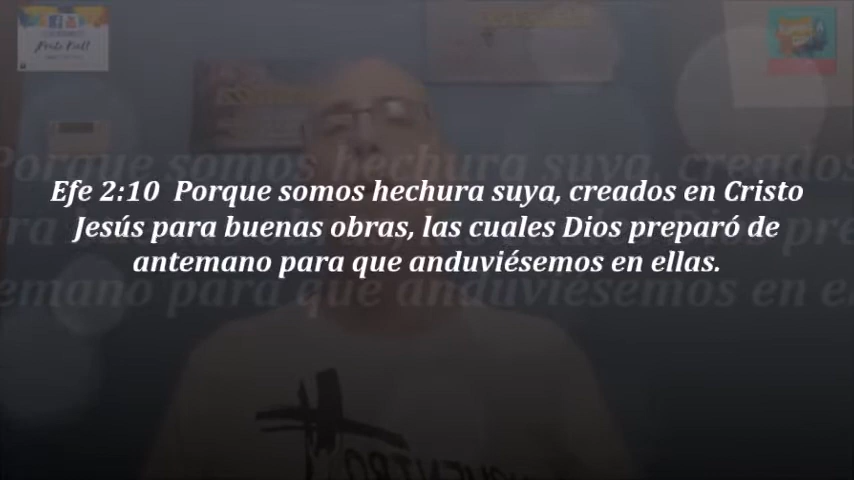 Efe 2:10 Porque somos hechura suya, creados en Cristo
Jesús para buenas obras, las cuales Dios preparó de
antemano para que anduviésemos en ellas.